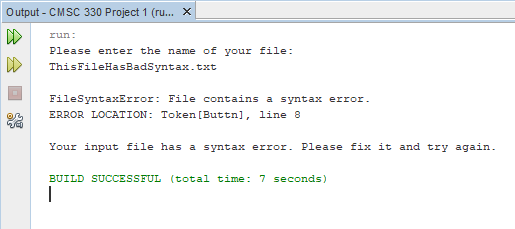 Output - CMSC 330 Project 1 (ru...
run:
Please enter the name of your file:
ThisFileHasBadSyntax.txt
FileSyntaxError: File contains a syntax error.
ERROR LOCATION: Token[Buttn], line 8
Your input file has a syntax error. Please fix it and try again.
BUILD SUCCESSFUL (total time: 7 seconds)